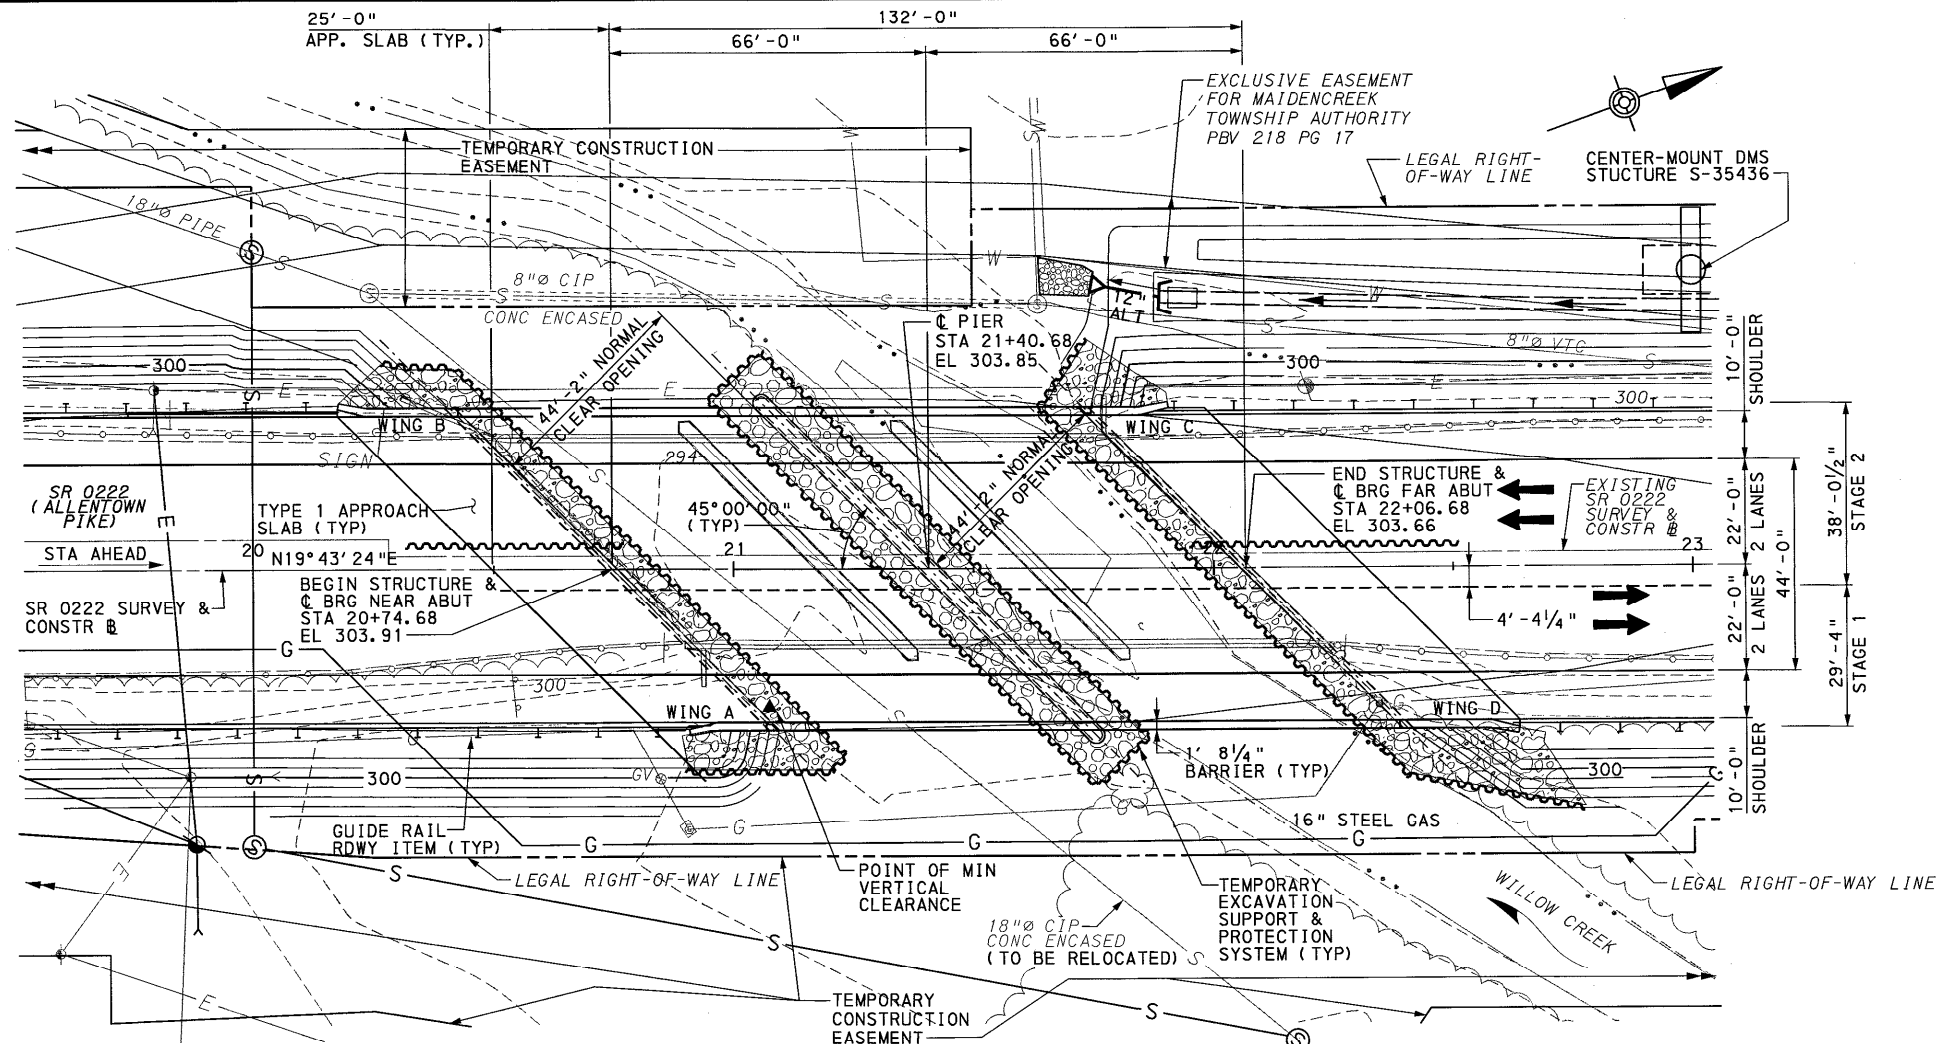 25'-0"
APP. SLAB (TYP.)
132'-0"
66'-0"
66'-0"
EXCLUSIVE EASEMENT
FOR MAIDENCREEK
TOWNSHIP AUTHORITY
PBV 218 PG 17
LEGAL RIGHT-
OF-WAY LINE
CENTER-MOUNT DMS
STUCTURE S-35436
TEMPORARY CONSTRUCTION
EASEMENT
18"Ø PIPE
S
S
W
W
S
W
8"Ø CIP
CONC ENCASED
S
12"
ALT
W
S
8"Ø VTC
S
℄ PIER
STA 21+40.68
EL 303.85
44'-2" NORMAL
CLEAR OPENING
300
E
S
E
300
E
300
10'-0"
SHOULDER
WING B
WING C
SIGN
S
294
SR 0222
(ALLENTOWN
PIKE)
E
TYPE 1 APPROACH
SLAB (TYP)
45°00'00"
(TYP)
44'-2" NORMAL
CLEAR OPENING
END STRUCTURE &
℄ BRG FAR ABUT
STA 22+06.68
EL 303.66
EXISTING
SR 0222
SURVEY &
CONSTR ℄
22'-0"
2 LANES
38'-0½"
STAGE 2
STA AHEAD
20
N19°43'24"E
21
22
23
44'-0"
SR 0222 SURVEY &
CONSTR ℄
BEGIN STRUCTURE &
℄ BRG NEAR ABUT
STA 20+74.68
EL 303.91
4'-4¼"
22'-0"
2 LANES
29'-4"
STAGE 1
G
300
S
WING A
WING D
G
S
300
GV
G
1' 8¼"
BARRIER (TYP)
300
G
10'-0"
SHOULDER
16" STEEL GAS
GUIDE RAIL
RDWY ITEM (TYP)
G
G
G
S
LEGAL RIGHT-OF-WAY LINE
POINT OF MIN
VERTICAL
CLEARANCE
TEMPORARY
EXCAVATION
SUPPORT &
PROTECTION
SYSTEM (TYP)
LEGAL RIGHT-OF-WAY LINE
WILLOW CREEK
E
S
18"Ø CIP
CONC ENCASED
(TO BE RELOCATED)
S
E
TEMPORARY
CONSTRUCTION
EASEMENT
S